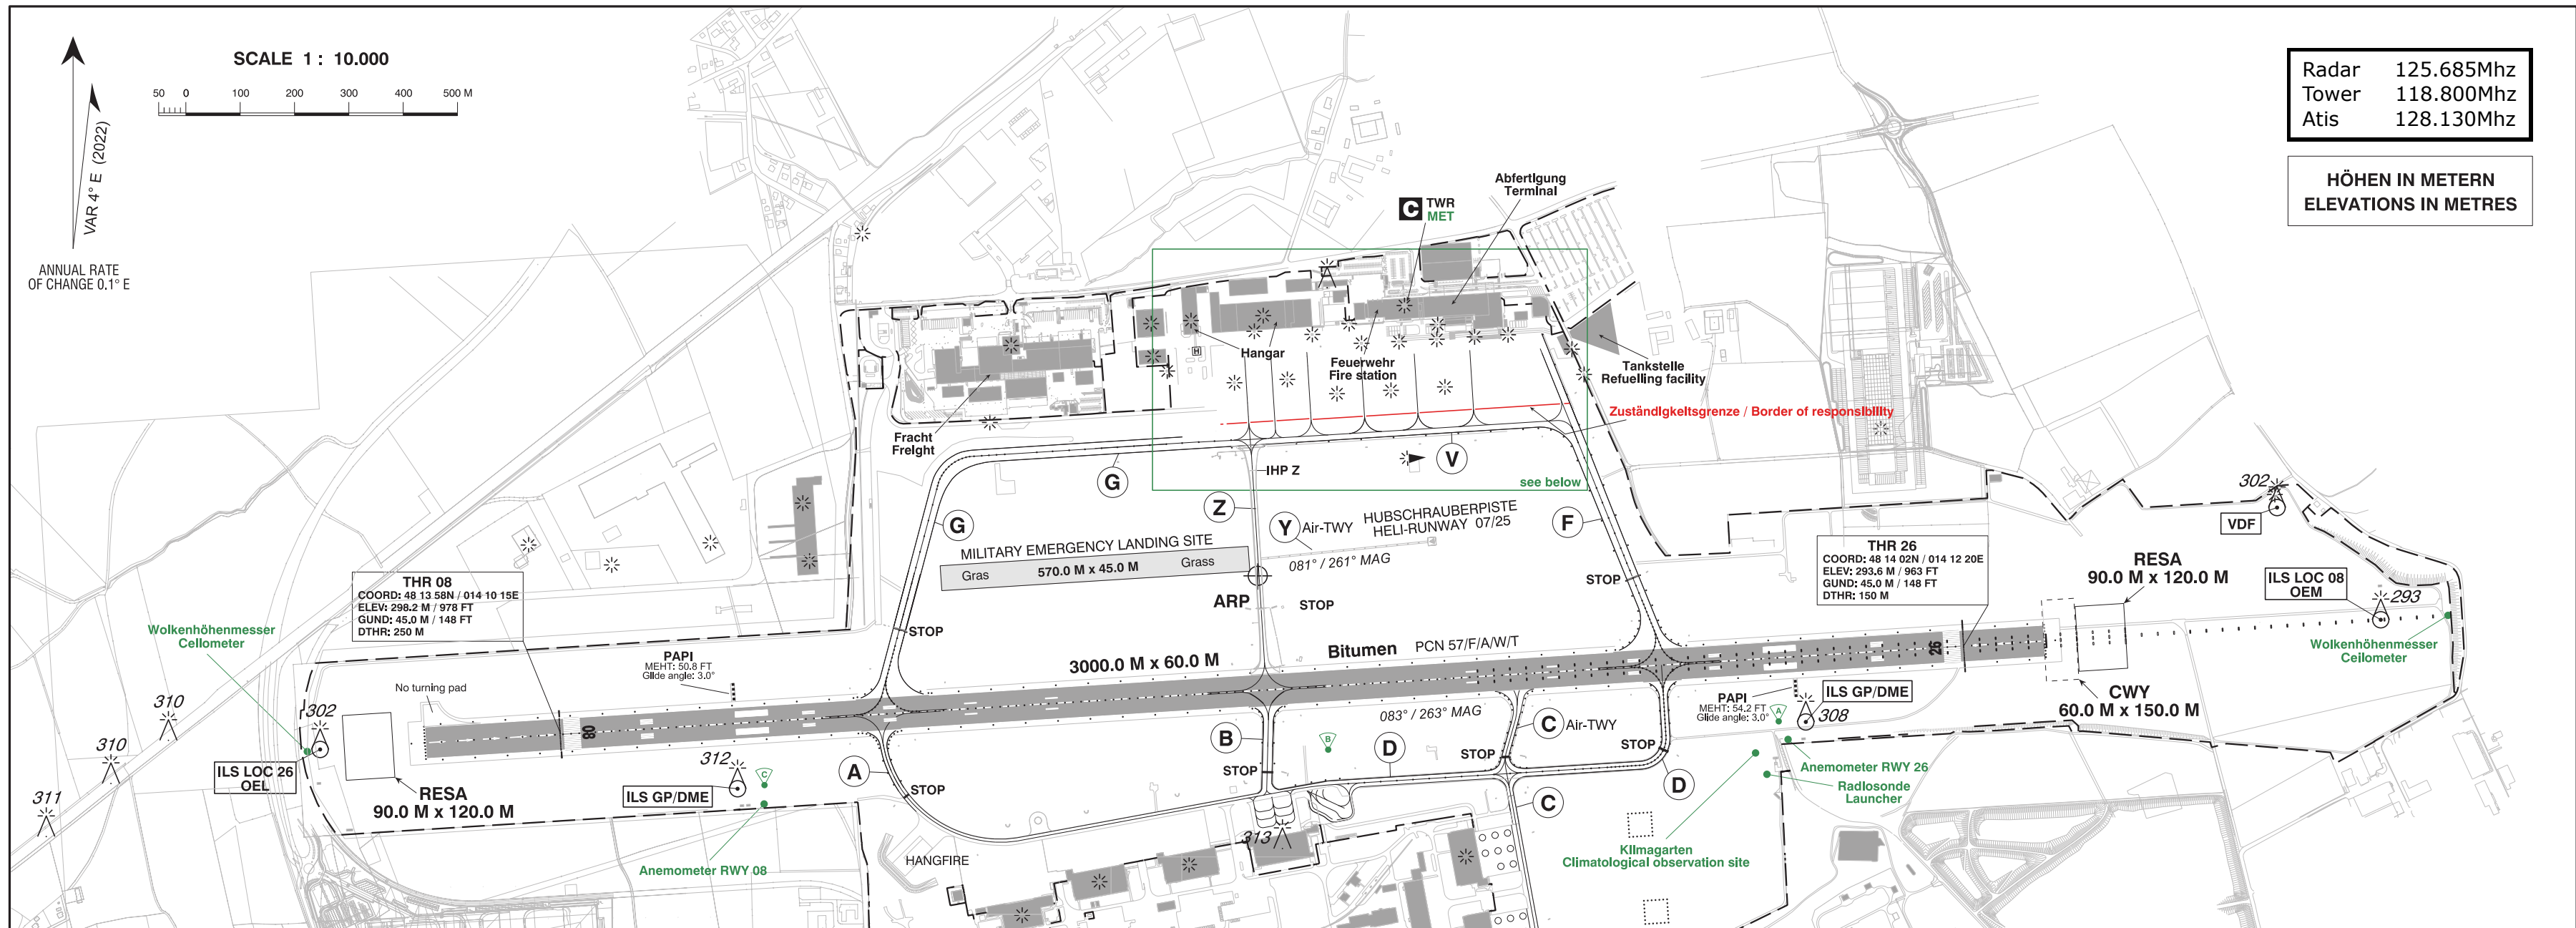 SCALE 1 : 10.000
50 0 100 200 300 400 500 M
VAR 4° E (2022)
ANNUAL RATE
OF CHANGE 0.1° E
Radar 125.685Mhz
Tower 118.800Mhz
Atis 128.130Mhz
HÖHEN IN METERN
ELEVATIONS IN METRES
Abfertigung
Terminal
C TWR
MET
H
Hangar
Feuerwehr
Fire station
Tankstelle
Refuelling facility
Zuständigkeitsgrenze / Border of responsibility
Fracht
Freight
IHP Z
V
G
see below
302
VDF
G
Z
Y Air-TWY
HUBSCHRAUBERPISTE
HELI-RUNWAY 07/25
F
081° / 261° MAG
MILITARY EMERGENCY LANDING SITE
Gras 570.0 M x 45.0 M Grass
THR 08
COORD: 48 13 58N / 014 10 15E
ELEV: 298.2 M / 978 FT
GUND: 45.0 M / 148 FT
DTHR: 250 M
THR 26
COORD: 48 14 02N / 014 12 20E
ELEV: 293.6 M / 963 FT
GUND: 45.0 M / 148 FT
DTHR: 150 M
RESA
90.0 M x 120.0 M
ILS LOC 08
OEM
293
STOP
ARP
STOP
STOP
Wolkenhöhenmesser
Ceilometer
Wolkenhöhenmesser
Ceilometer
PAPI
MEHT: 50.8 FT
Glide angle: 3.0°
3000.0 M x 60.0 M
Bitumen PCN 57/F/A/W/T
26
No turning pad
08
310
302
310
311
ILS LOC 26
OEL
RESA
90.0 M x 120.0 M
312
C
ILS GP/DME
Anemometer RWY 08
A
STOP
HANGFIRE
B
STOP
083° / 263° MAG
B
D
C Air-TWY
STOP
STOP
D
C
313
PAPI
MEHT: 54.2 FT
Glide angle: 3.0°
A
ILS GP/DME
308
CWY
60.0 M x 150.0 M
Anemometer RWY 26
Radiosonde
Launcher
Klimagarten
Climatological observation site